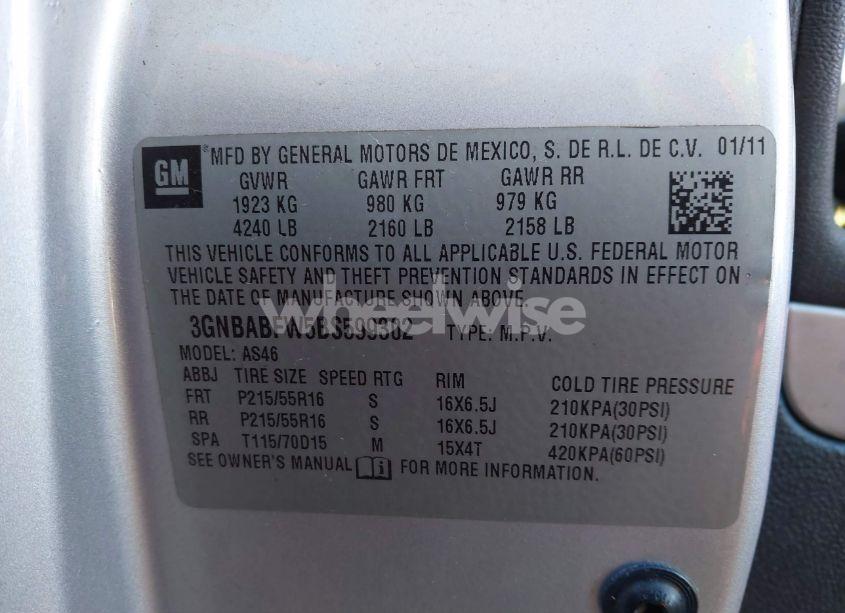 GM
®MFD BY GENERAL MOTORS DE MEXICO, S. DE R.L. DE C.V. 01/11
GVWR GAWR FRT GAWR RR
1923 KG 980 KG 979 KG
4240 LB 2160 LB 2158 LB
THIS VEHICLE CONFORMS TO ALL APPLICABLE U.S. FEDERAL MOTOR
VEHICLE SAFETY AND THEFT PREVENTION STANDARDS IN EFFECT ON
THE DATE OF MANUFACTURE SHOWN ABOVE.
wheelwise
TYPE: M.P.V.
MODEL: AS46
ABBJ TIRE SIZE SPEED RTG RIM COLD TIRE PRESSURE
FRT P215/55R16 S 16X6.5J 210KPA(30PSI)
RR P215/55R16 S 16X6.5J 210KPA(30PSI)
SPA T115/70D15 M 15X4T 420KPA(60PSI)
SEE OWNER'S MANUAL FOR MORE INFORMATION.